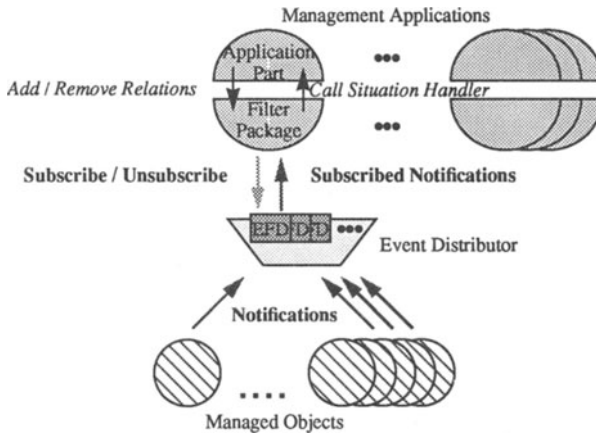 Management Applications
Application
Part
Add / Remove Relations
Call Situation Handler
Filter
Package
Subscribe / Unsubscribe
Subscribed Notifications
EFD D D
Event Distributor
Notifications
Managed Objects